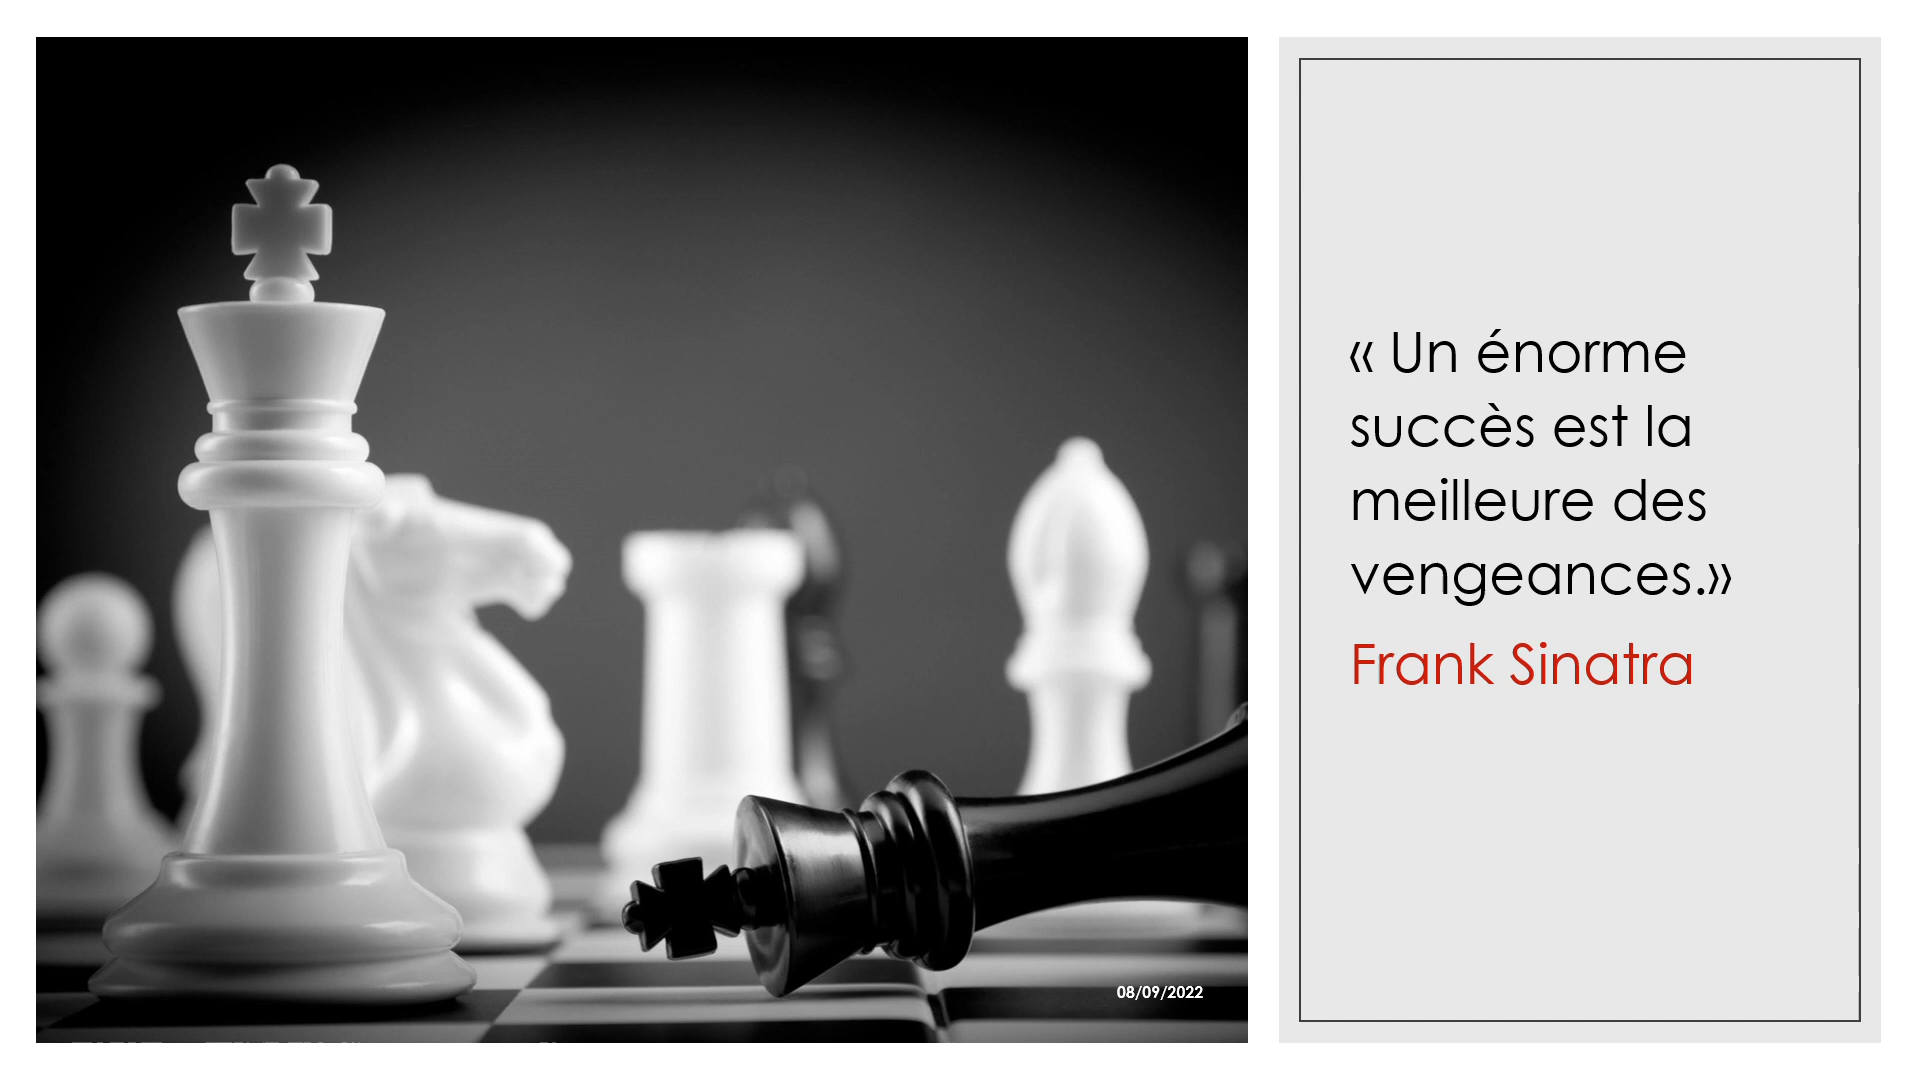 « Un énorme
succès est la
meilleure des
vengeances.»
Frank Sinatra
08/09/2022